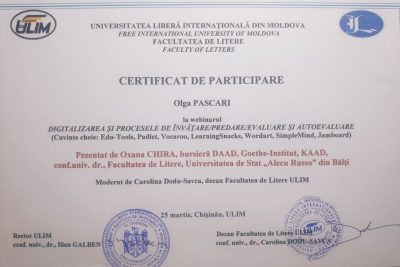 ULIM
UNIVERSITATEA LIBERĂ INTERNAȚIONALĂ DIN MOLDOVA
FREE INTERNATIONAL UNIVERSITY OF MOLDOVA
FACULTATEA DE LITERE
FACULTY OF LETTERS
CERTIFICAT DE PARTICIPARE
Olga PASCARI
la webinarul
DIGITALIZAREA ȘI PROCESELE DE ÎNVĂȚARE/PREDARE/EVALUARE ȘI AUTOEVALUARE
(Cuvinte cheie: Edu-Tools, Padlet, Vocaroo, LearningSnacks, Wordart, SimpleMind, Jamboard)
Pezentat de Oxana CHIRA, bursieră DAAD, Goethe-Institut, KAAD,
conf.univ. dr., Facultatea de Litere, Universitatea de Stat „Alecu Russo" din Bălți
Moderat de Carolina Dodu-Savca, decan Facultatea de Litere ULIM
25 martie, Chișinău, ULIM
Rector ULIM
conf. univ., dr., Ilian GALBEN
Decan Facultatea de Litere ULIM
conf. univ., dr., Carolina DODU-SAVCA